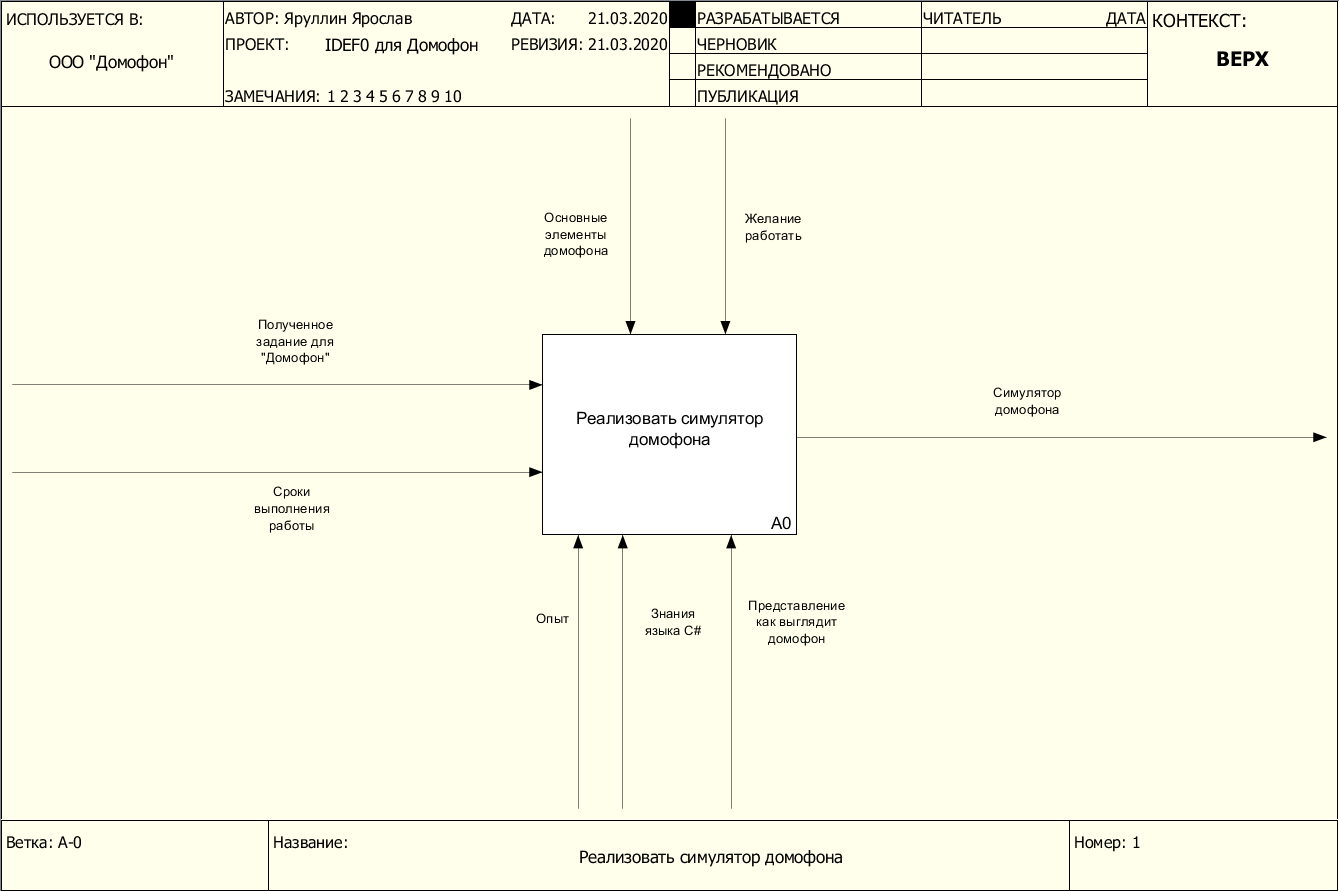 ИСПОЛЬЗУЕТСЯ В:
ООО "Домофон"
АВТОР: Яруллин Ярослав
ДАТА: 21.03.2020
ПРОЕКТ: IDEF0 для Домофон
РЕВИЗИЯ: 21.03.2020
ЗАМЕЧАНИЯ: 1 2 3 4 5 6 7 8 9 10
РАЗРАБАТЫВАЕТСЯ
ЧЕРНОВИК
РЕКОМЕНДОВАНО
ПУБЛИКАЦИЯ
ЧИТАТЕЛЬ
ДАТА
КОНТЕКСТ:
ВЕРХ
Основные
элементы
домофона
Желание
работать
Полученное
задание для
"Домофон"
Сроки
выполнения
работы
Реализовать симулятор
домофона
A0
Симулятор
домофона
Опыт
Знания
языка C#
Представление
как выглядит
домофон
Ветка: A-0
Название:
Реализовать симулятор домофона
Номер: 1